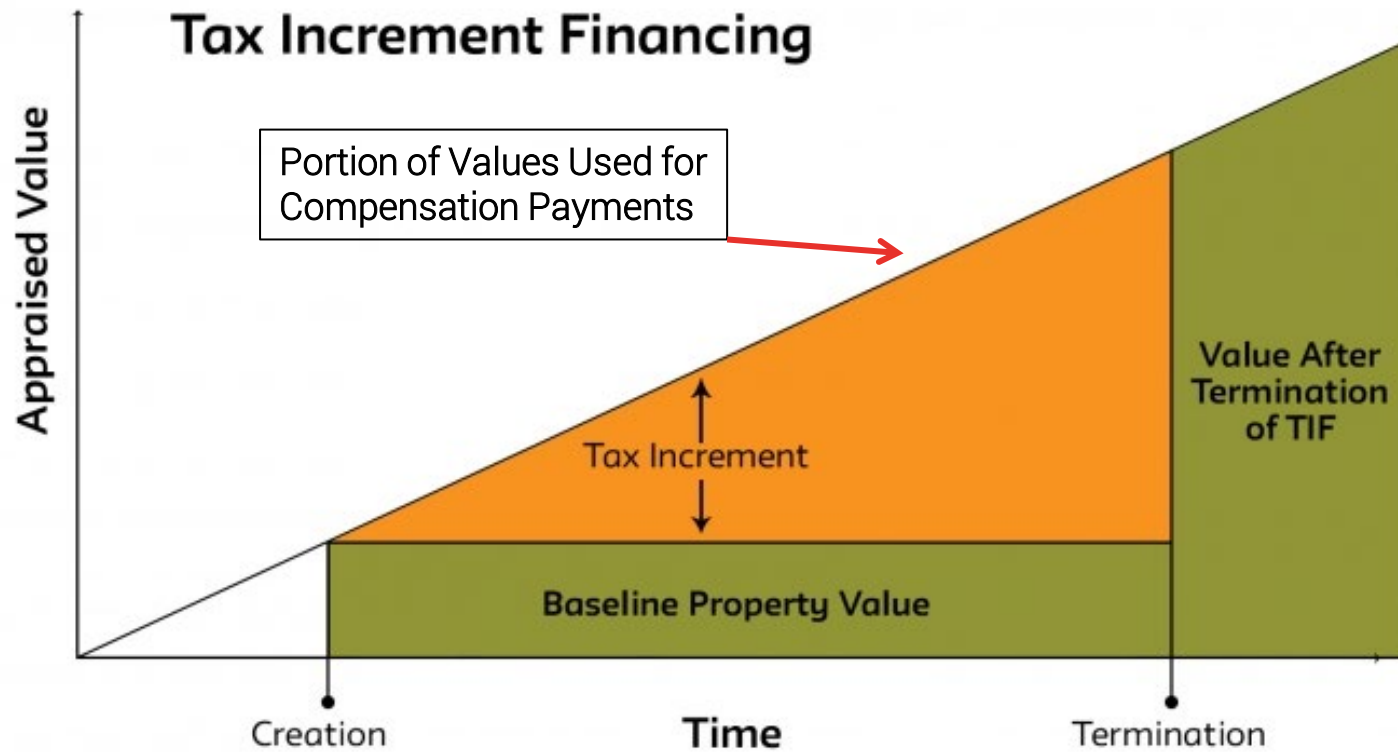 Tax Increment Financing
Portion of Values Used for
Compensation Payments
Appraised Value
Tax Increment
Value After
Termination
of TIF
Baseline Property Value
Creation
Time
Termination